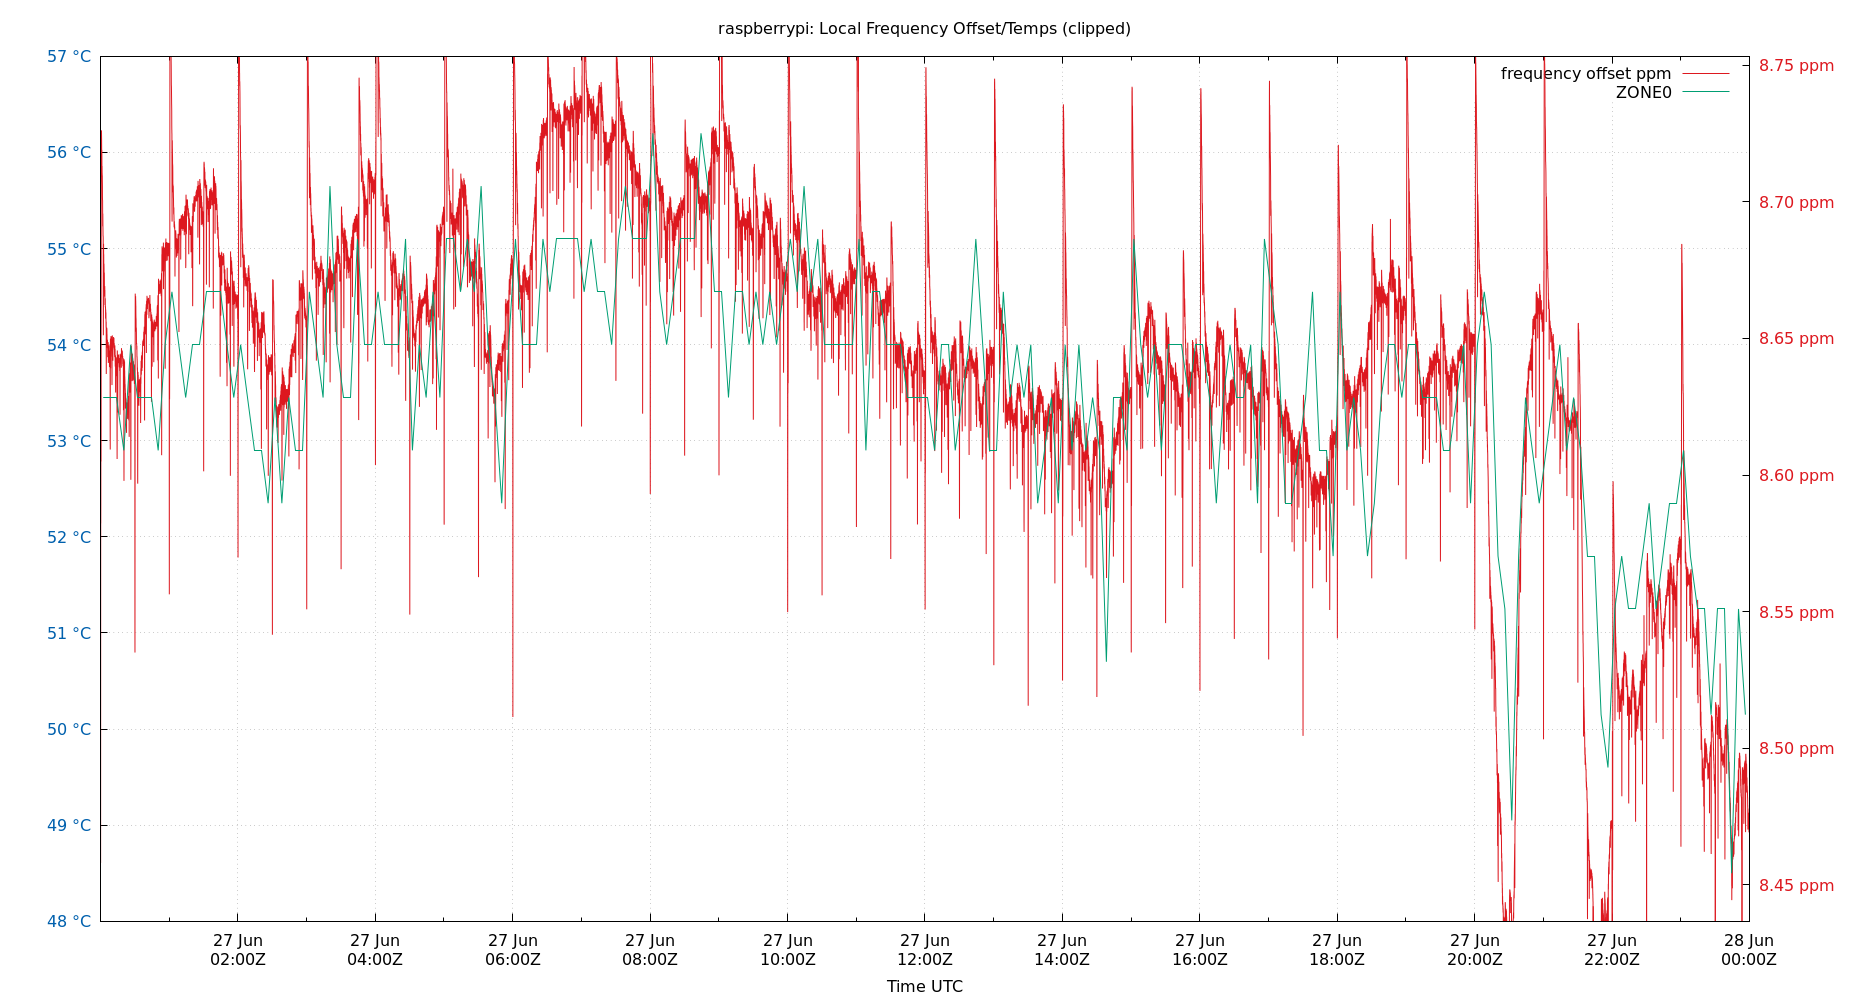 raspberrypi: Local Frequency Offset/Temps (clipped)
frequency offset ppm
ZONE0
57 °C
56 °C
55 °C
54 °C
53 °C
52 °C
51 °C
50 °C
49 °C
48 °C
8.75 ppm
8.70 ppm
8.65 ppm
8.60 ppm
8.55 ppm
8.50 ppm
8.45 ppm
27 Jun 27 Jun 27 Jun 27 Jun 27 Jun 27 Jun 27 Jun 27 Jun 27 Jun 27 Jun 27 Jun 28 Jun
02:00Z 04:00Z 06:00Z 08:00Z 10:00Z 12:00Z 14:00Z 16:00Z 18:00Z 20:00Z 22:00Z 00:00Z
Time UTC